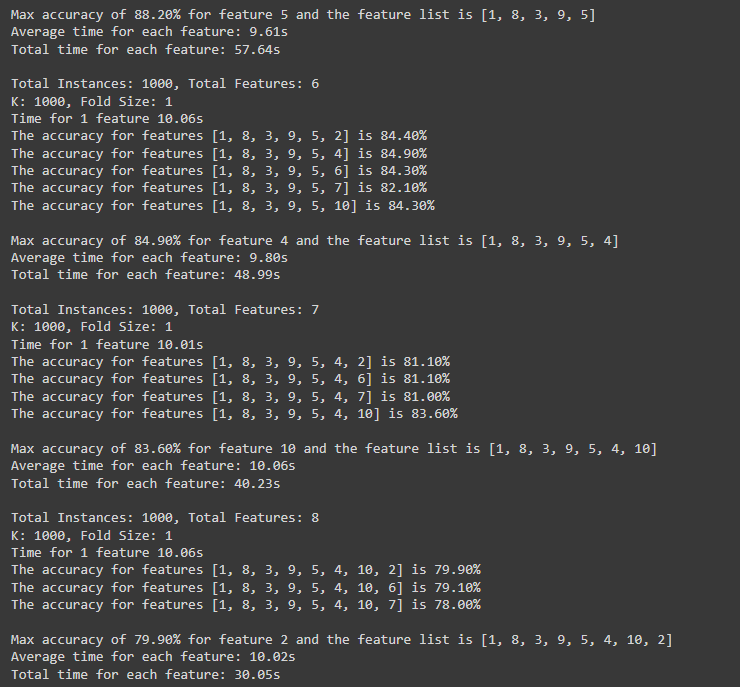 Max accuracy of 88.20% for feature 5 and the feature list is [1, 8, 3, 9, 5]
Average time for each feature: 9.61s
Total time for each feature: 57.64s
Total Instances: 1000, Total Features: 6
K: 1000, Fold Size: 1
Time for 1 feature 10.06s
The accuracy for features [1, 8, 3, 9, 5, 2] is 84.40%
The accuracy for features [1, 8, 3, 9, 5, 4] is 84.90%
The accuracy for features [1, 8, 3, 9, 5, 6] is 84.30%
The accuracy for features [1, 8, 3, 9, 5, 7] is 82.10%
The accuracy for features [1, 8, 3, 9, 5, 10] is 84.30%
Max accuracy of 84.90% for feature 4 and the feature list is [1, 8, 3, 9, 5, 4]
Average time for each feature: 9.80s
Total time for each feature: 48.99s
Total Instances: 1000, Total Features: 7
K: 1000, Fold Size: 1
Time for 1 feature 10.01s
The accuracy for features [1, 8, 3, 9, 5, 4, 2] is 81.10%
The accuracy for features [1, 8, 3, 9, 5, 4, 6] is 81.10%
The accuracy for features [1, 8, 3, 9, 5, 4, 7] is 81.00%
The accuracy for features [1, 8, 3, 9, 5, 4, 10] is 83.60%
Max accuracy of 83.60% for feature 10 and the feature list is [1, 8, 3, 9, 5, 4, 10]
Average time for each feature: 10.06s
Total time for each feature: 40.23s
Total Instances: 1000, Total Features: 8
K: 1000, Fold Size: 1
Time for 1 feature 10.06s
The accuracy for features [1, 8, 3, 9, 5, 4, 10, 2] is 79.90%
The accuracy for features [1, 8, 3, 9, 5, 4, 10, 6] is 79.10%
The accuracy for features [1, 8, 3, 9, 5, 4, 10, 7] is 78.00%
Max accuracy of 79.90% for feature 2 and the feature list is [1, 8, 3, 9, 5, 4, 10, 2]
Average time for each feature: 10.02s
Total time for each feature: 30.05s